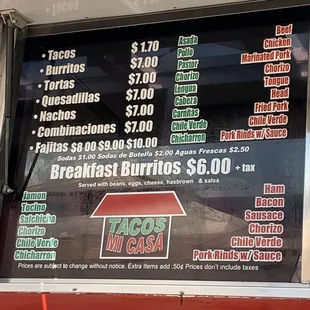 • Tacos $ 1.70
• Burritos $7.00
• Tortas $7.00
• Quesadillas $7.00
• Nachos $7.00
• Combinaciones $7.00
• Fajitas $8 00 $9 00 $10 00
Asada Beef
Pollo Chicken
Pastor Marinated Pork
Chorizo Chorizo
Lengua Tongue
Cabeza Head
Carnitas Fried Pork
Chile Verde Chile Verde
Chicharron Pork Rinds w/ Sauce
Sodas $1.00 Sodas de Botella $2.00 Aguas Frescas $2.50
Breakfast Burritos $6.00 + tax
Served with beans, eggs, cheese, hasbrown & salsa
Jamon Ham
Tocino Bacon
Salchicha Sausace
Chorizo Chorizo
Chile Verde Chile Verde
Chicharron Pork Rinds w/ Sauce
TACOS
MI CASA
Prices are subject to change without notice. Extra Items add .50¢ Prices don't include taxes